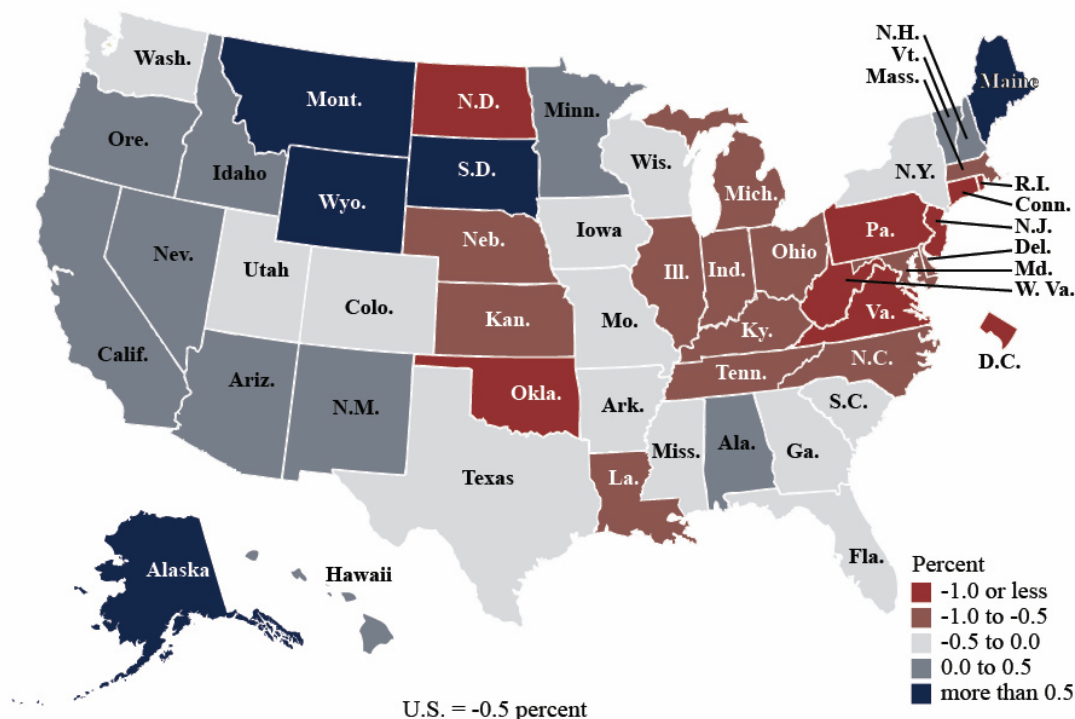 N.H.
Vt.
Mass.
Maine
Wash.
Mont.
N.D.
Minn.
Ore.
Idaho
Wis.
S.D.
N.Y.
Wyo.
Mich.
R.I.
Conn.
N.J.
Del.
Md.
W. Va.
Pa.
Iowa
Neb.
Nev.
Ohio
Utah
Ill.
Ind.
Colo.
Mo.
Va.
Kan.
Ky.
Calif.
N.C.
D.C.
Ariz.
Tenn.
Okla.
N.M.
Ark.
S.C.
Miss.
Ala.
Ga.
Texas
La.
Fla.
Alaska
Hawaii
Percent
-1.0 or less
-1.0 to -0.5
-0.5 to 0.0
0.0 to 0.5
more than 0.5
U.S. = -0.5 percent